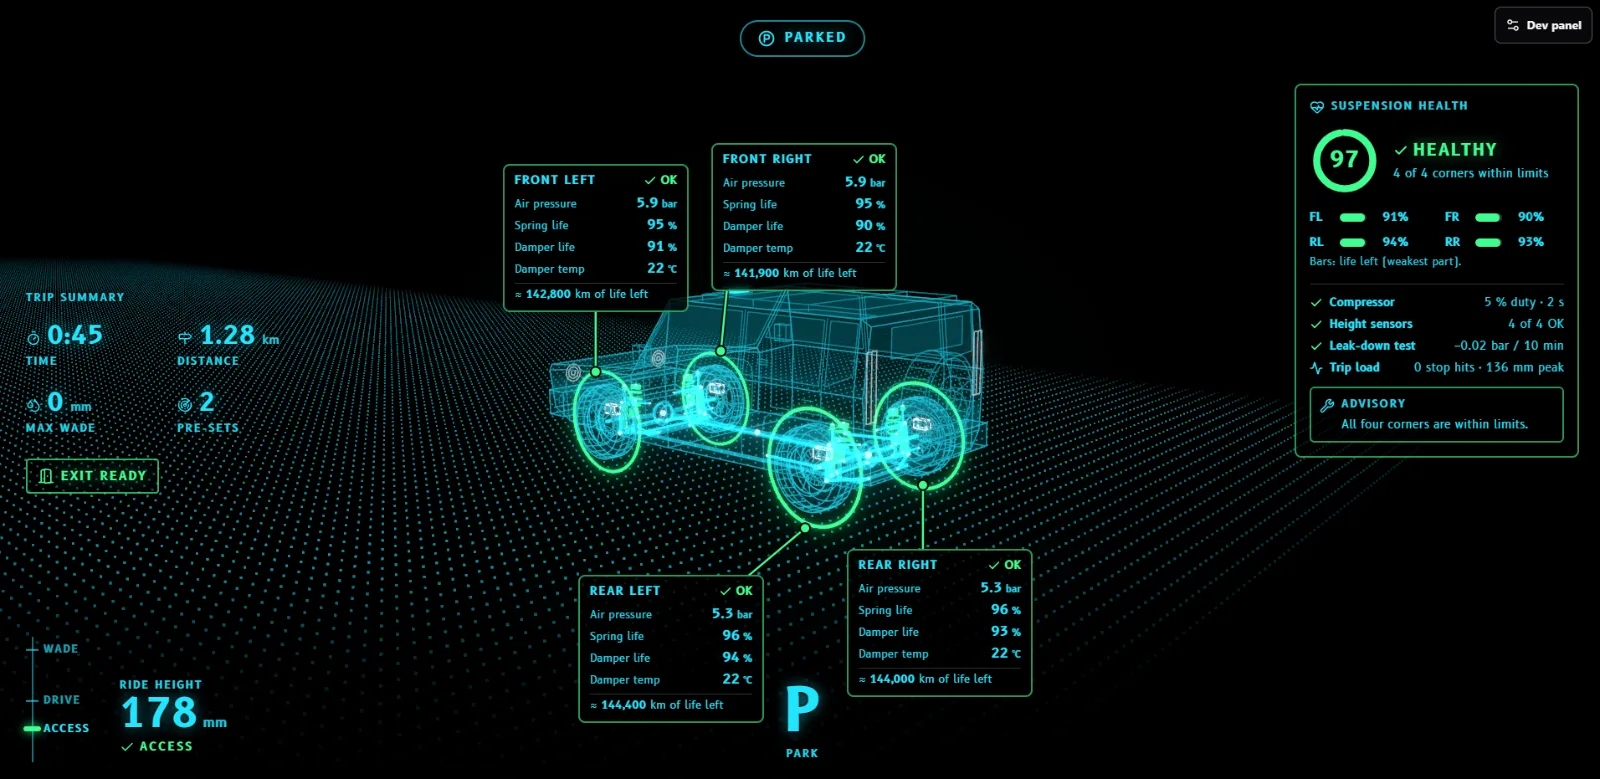 PARKED
Dev panel
FRONT LEFT OK
Air pressure 5.9 bar
Spring life 95 %
Damper life 91 %
Damper temp 22 °C
≈ 142,800 km of life left
FRONT RIGHT OK
Air pressure 5.9 bar
Spring life 95 %
Damper life 90 %
Damper temp 22 °C
≈ 141,900 km of life left
SUSPENSION HEALTH
97 HEALTHY
4 of 4 corners within limits
FL 91% FR 90%
RL 94% RR 93%
Bars: life left (weakest part).
Compressor 5 % duty · 2 s
Height sensors 4 of 4 OK
Leak-down test −0.02 bar / 10 min
Trip load 0 stop hits · 136 mm peak
ADVISORY
All four corners are within limits.
TRIP SUMMARY
0:45 1.28 km
TIME DISTANCE
0 mm 2
MAX WADE PRE-SETS
EXIT READY
REAR LEFT OK
Air pressure 5.3 bar
Spring life 96 %
Damper life 94 %
Damper temp 22 °C
≈ 144,400 km of life left
REAR RIGHT OK
Air pressure 5.3 bar
Spring life 96 %
Damper life 93 %
Damper temp 22 °C
≈ 144,000 km of life left
WADE
DRIVE
ACCESS
RIDE HEIGHT
178 mm
ACCESS
P
PARK